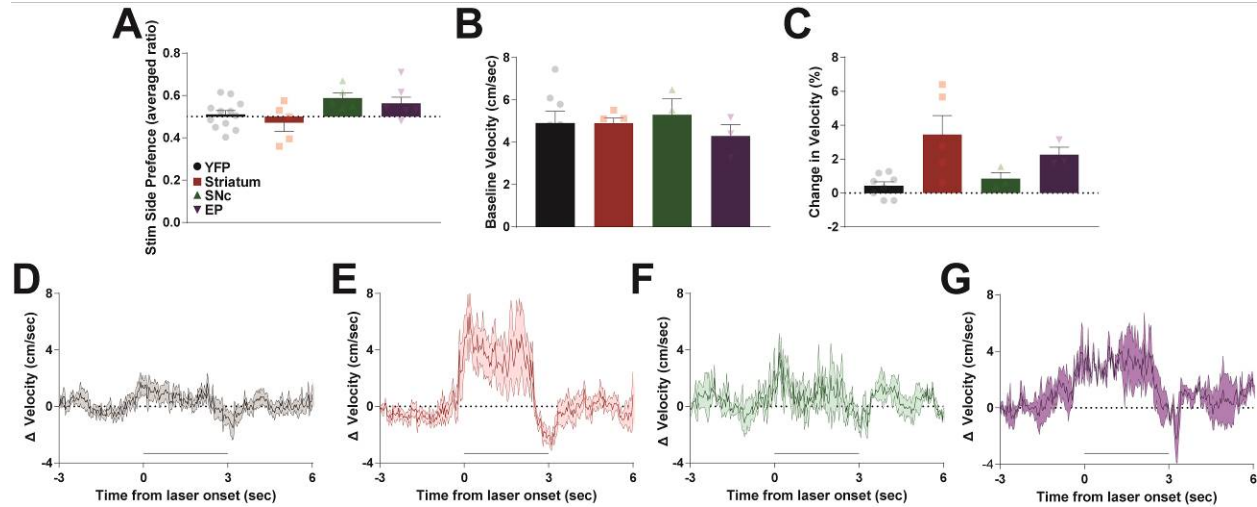 A
Stim Side Prefence (averaged ratio)
0.8
0.6
0.4
0.2
0.0
YFP
Striatum
SNc
EP
B
Baseline Velocity (cm/sec)
8
6
4
2
0
C
Change in Velocity (%)
8
6
4
2
0
-2
D
Δ Velocity (cm/sec)
8
4
0
-4
-3 0 3 6
Time from laser onset (sec)
E
Δ Velocity (cm/sec)
8
4
0
-4
-3 0 3 6
Time from laser onset (sec)
F
Δ Velocity (cm/sec)
8
4
0
-4
-3 0 3 6
Time from laser onset (sec)
G
Δ Velocity (cm/sec)
8
4
0
-4
-3 0 3 6
Time from laser onset (sec)